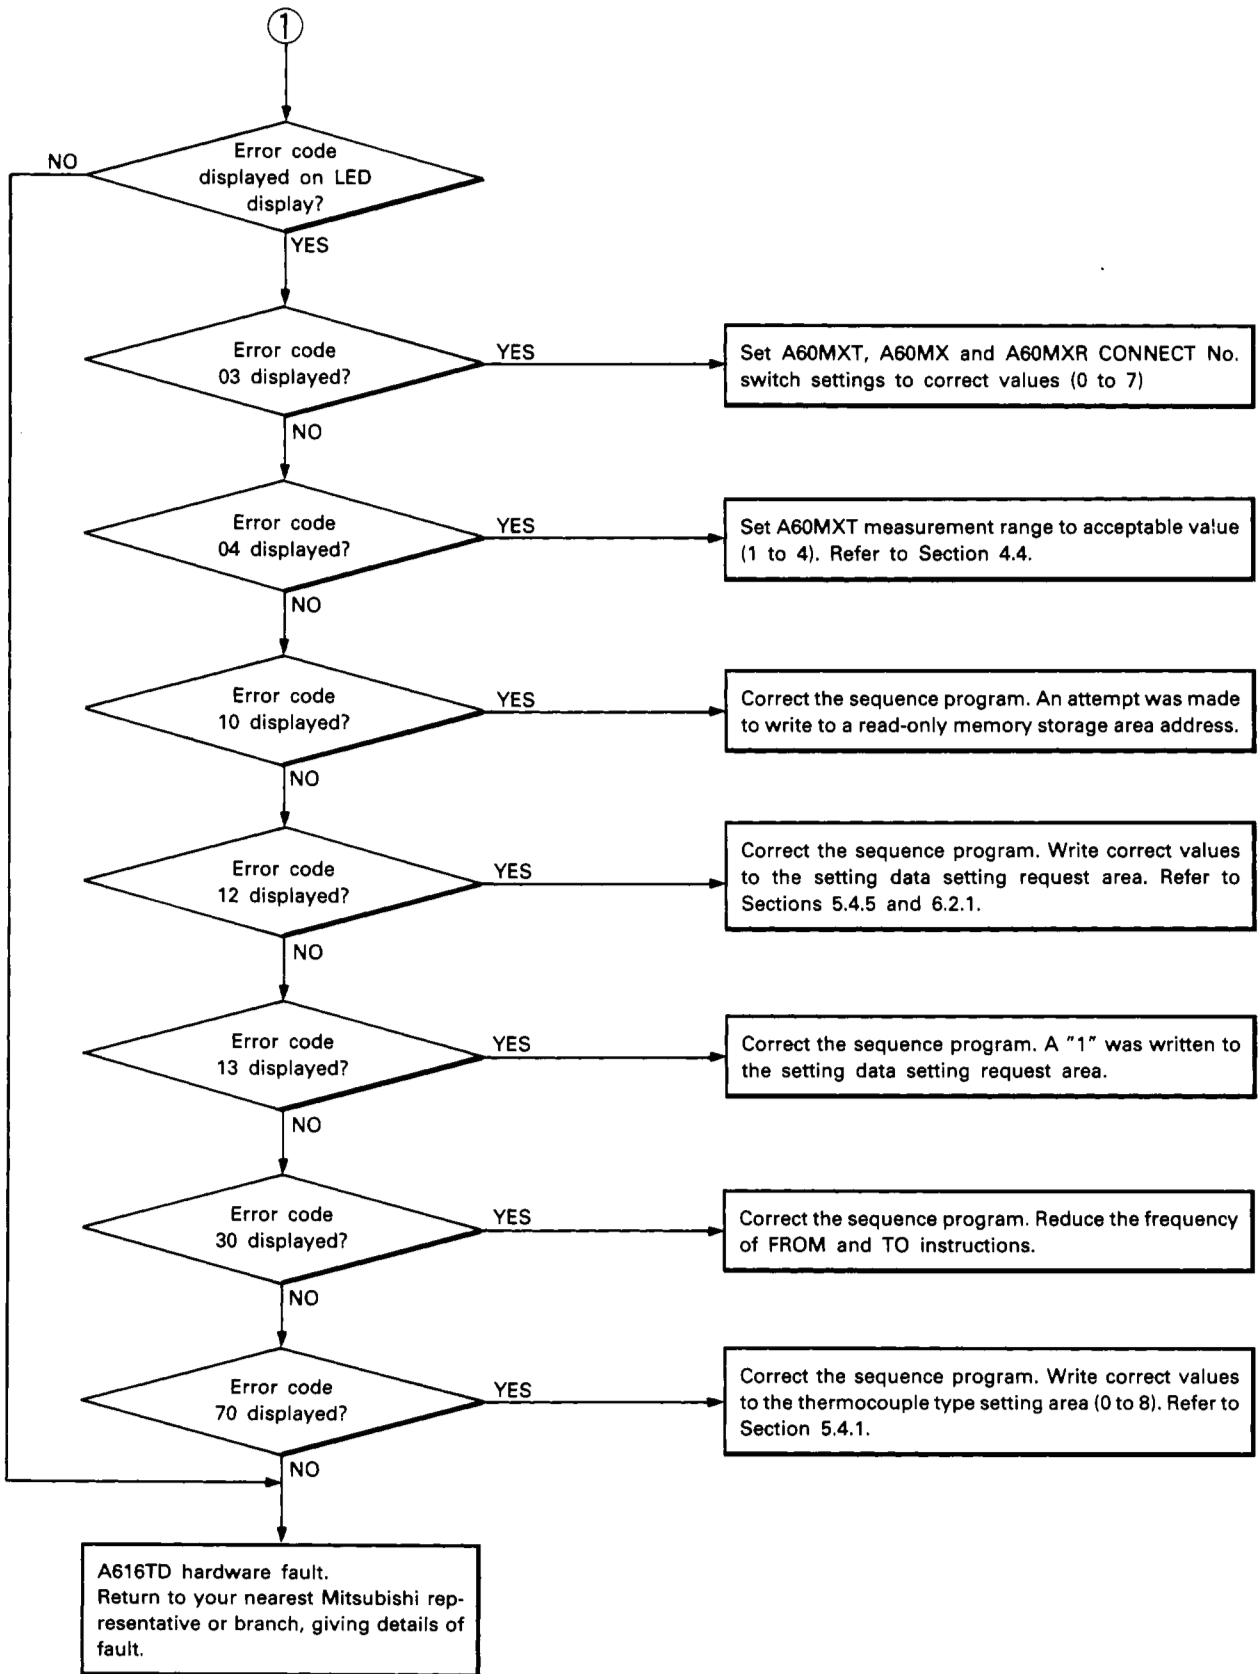 1
Error code
displayed on LED
display?
NO
YES
Error code
03 displayed?
YES
Set A60MXT, A60MX and A60MXR CONNECT No.
switch settings to correct values (0 to 7)
NO
Error code
04 displayed?
YES
Set A60MXT measurement range to acceptable value
(1 to 4). Refer to Section 4.4.
NO
Error code
10 displayed?
YES
Correct the sequence program. An attempt was made
to write to a read-only memory storage area address.
NO
Error code
12 displayed?
YES
Correct the sequence program. Write correct values
to the setting data setting request area. Refer to
Sections 5.4.5 and 6.2.1.
NO
Error code
13 displayed?
YES
Correct the sequence program. A "1" was written to
the setting data setting request area.
NO
Error code
30 displayed?
YES
Correct the sequence program. Reduce the frequency
of FROM and TO instructions.
NO
Error code
70 displayed?
YES
Correct the sequence program. Write correct values
to the thermocouple type setting area (0 to 8). Refer to
Section 5.4.1.
NO
A616TD hardware fault.
Return to your nearest Mitsubishi rep-
resentative or branch, giving details of
fault.